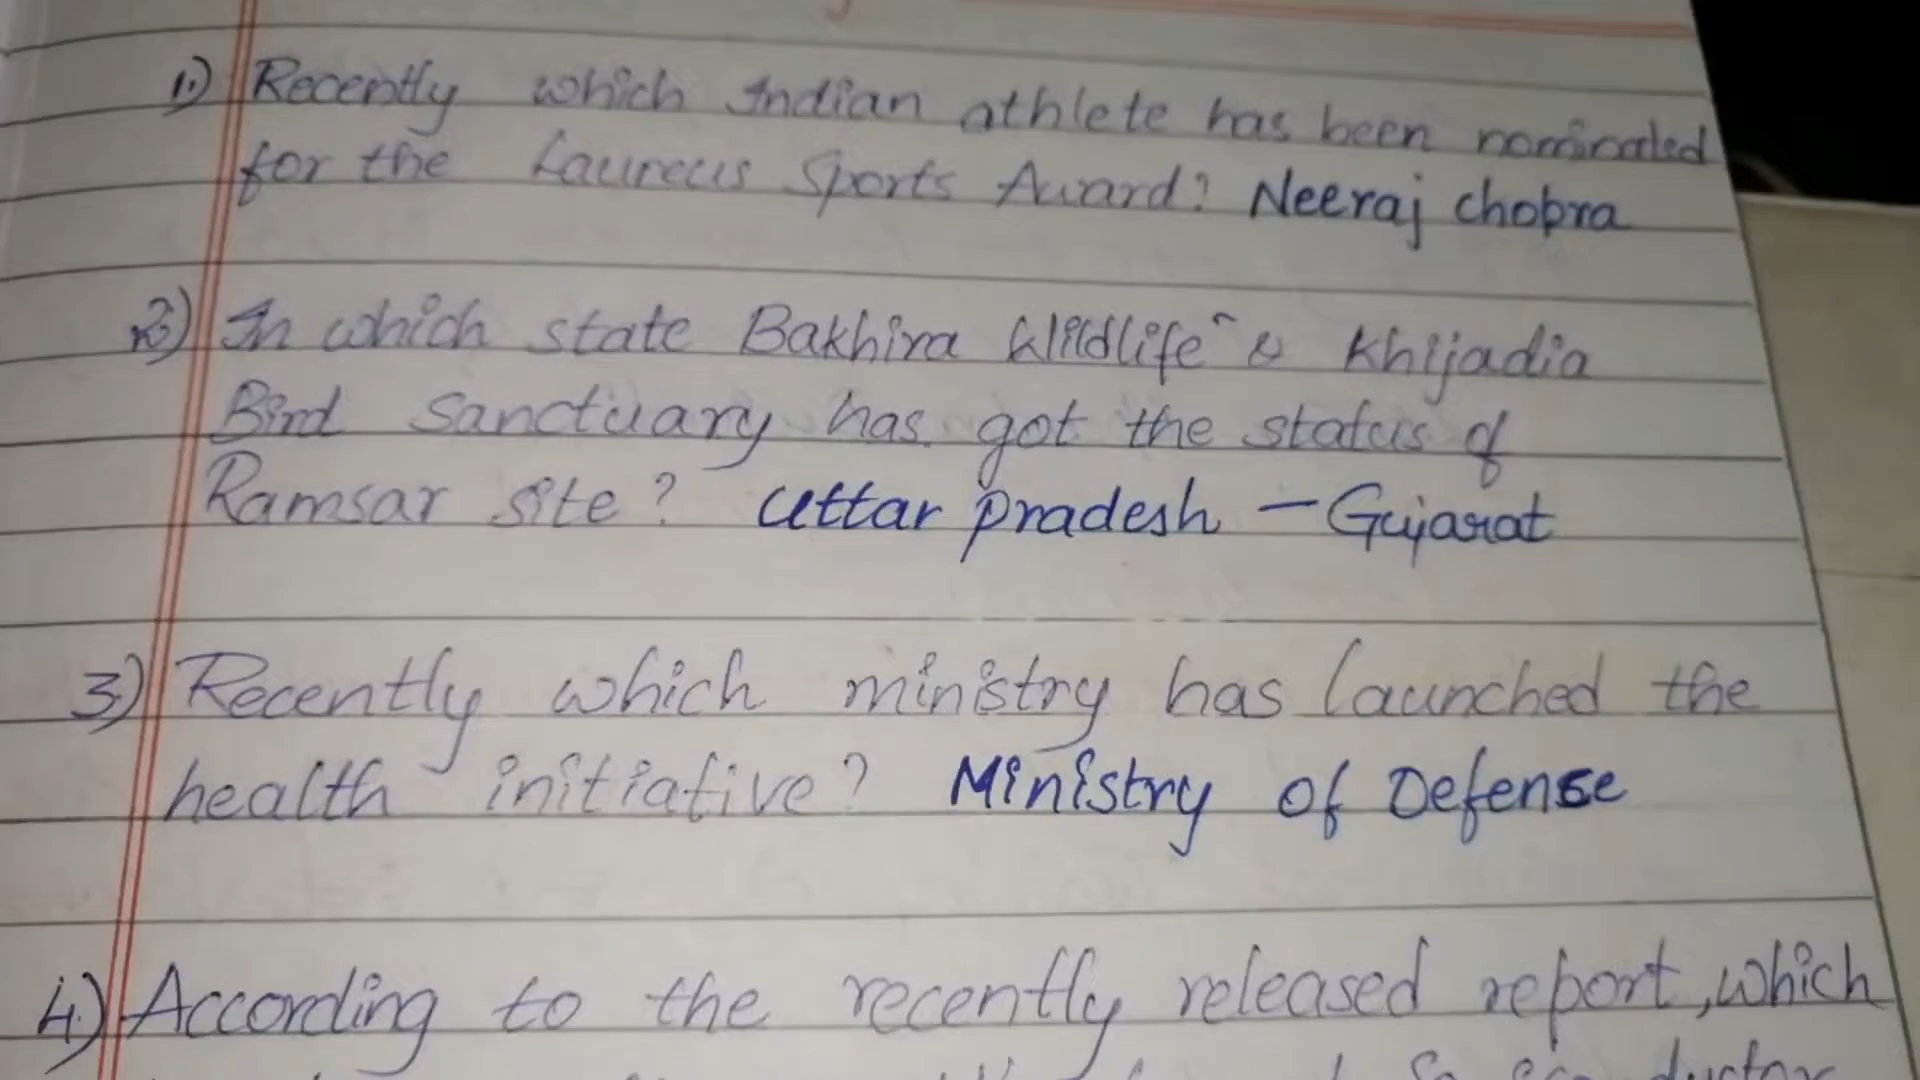 1.) Recently which Indian athlete has been nominated
for the Laureus Sports Award? Neeraj chopra
2.) In which state Bakhira Wildlife & Khijadia
Bird Sanctuary has got the status of
Ramsar site? Uttar pradesh - Gujarat
3.) Recently which ministry has launched the
health initiative? Ministry of Defense
4.) According to the recently released report, which